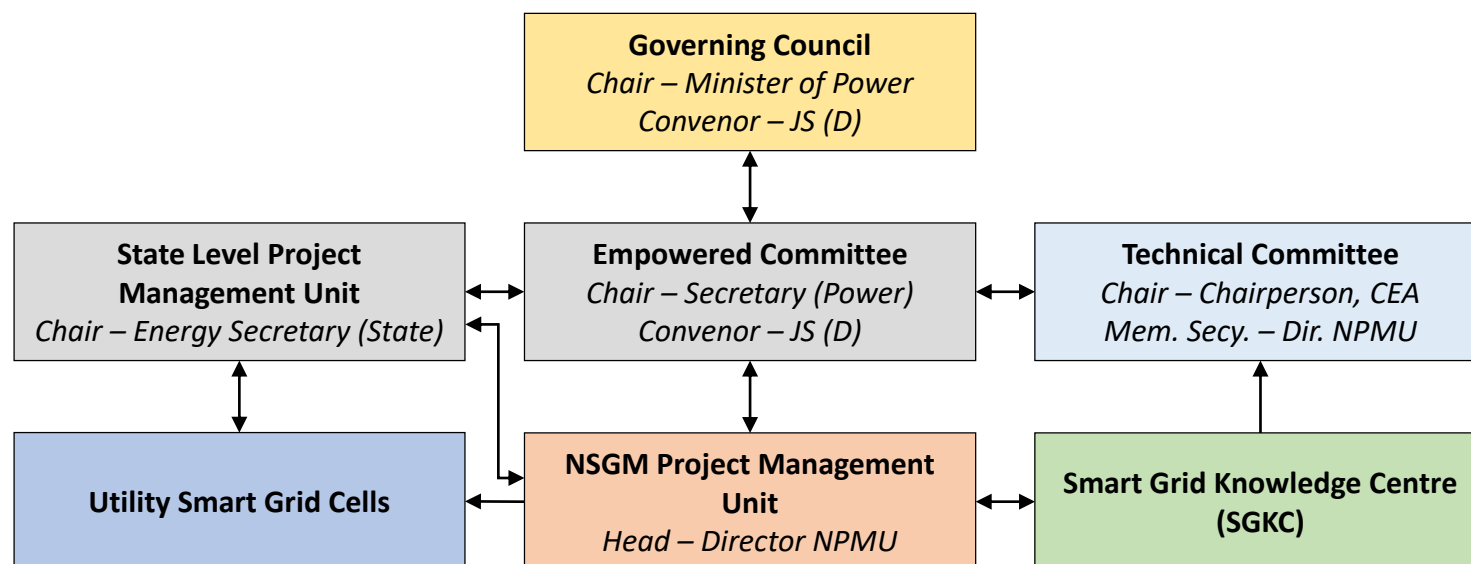 Governing Council
Chair – Minister of Power
Convenor – JS (D)
State Level Project
Management Unit
Chair – Energy Secretary (State)
Empowered Committee
Chair – Secretary (Power)
Convenor – JS (D)
Technical Committee
Chair – Chairperson, CEA
Mem. Secy. – Dir. NPMU
Utility Smart Grid Cells
NSGM Project Management
Unit
Head – Director NPMU
Smart Grid Knowledge Centre
(SGKC)